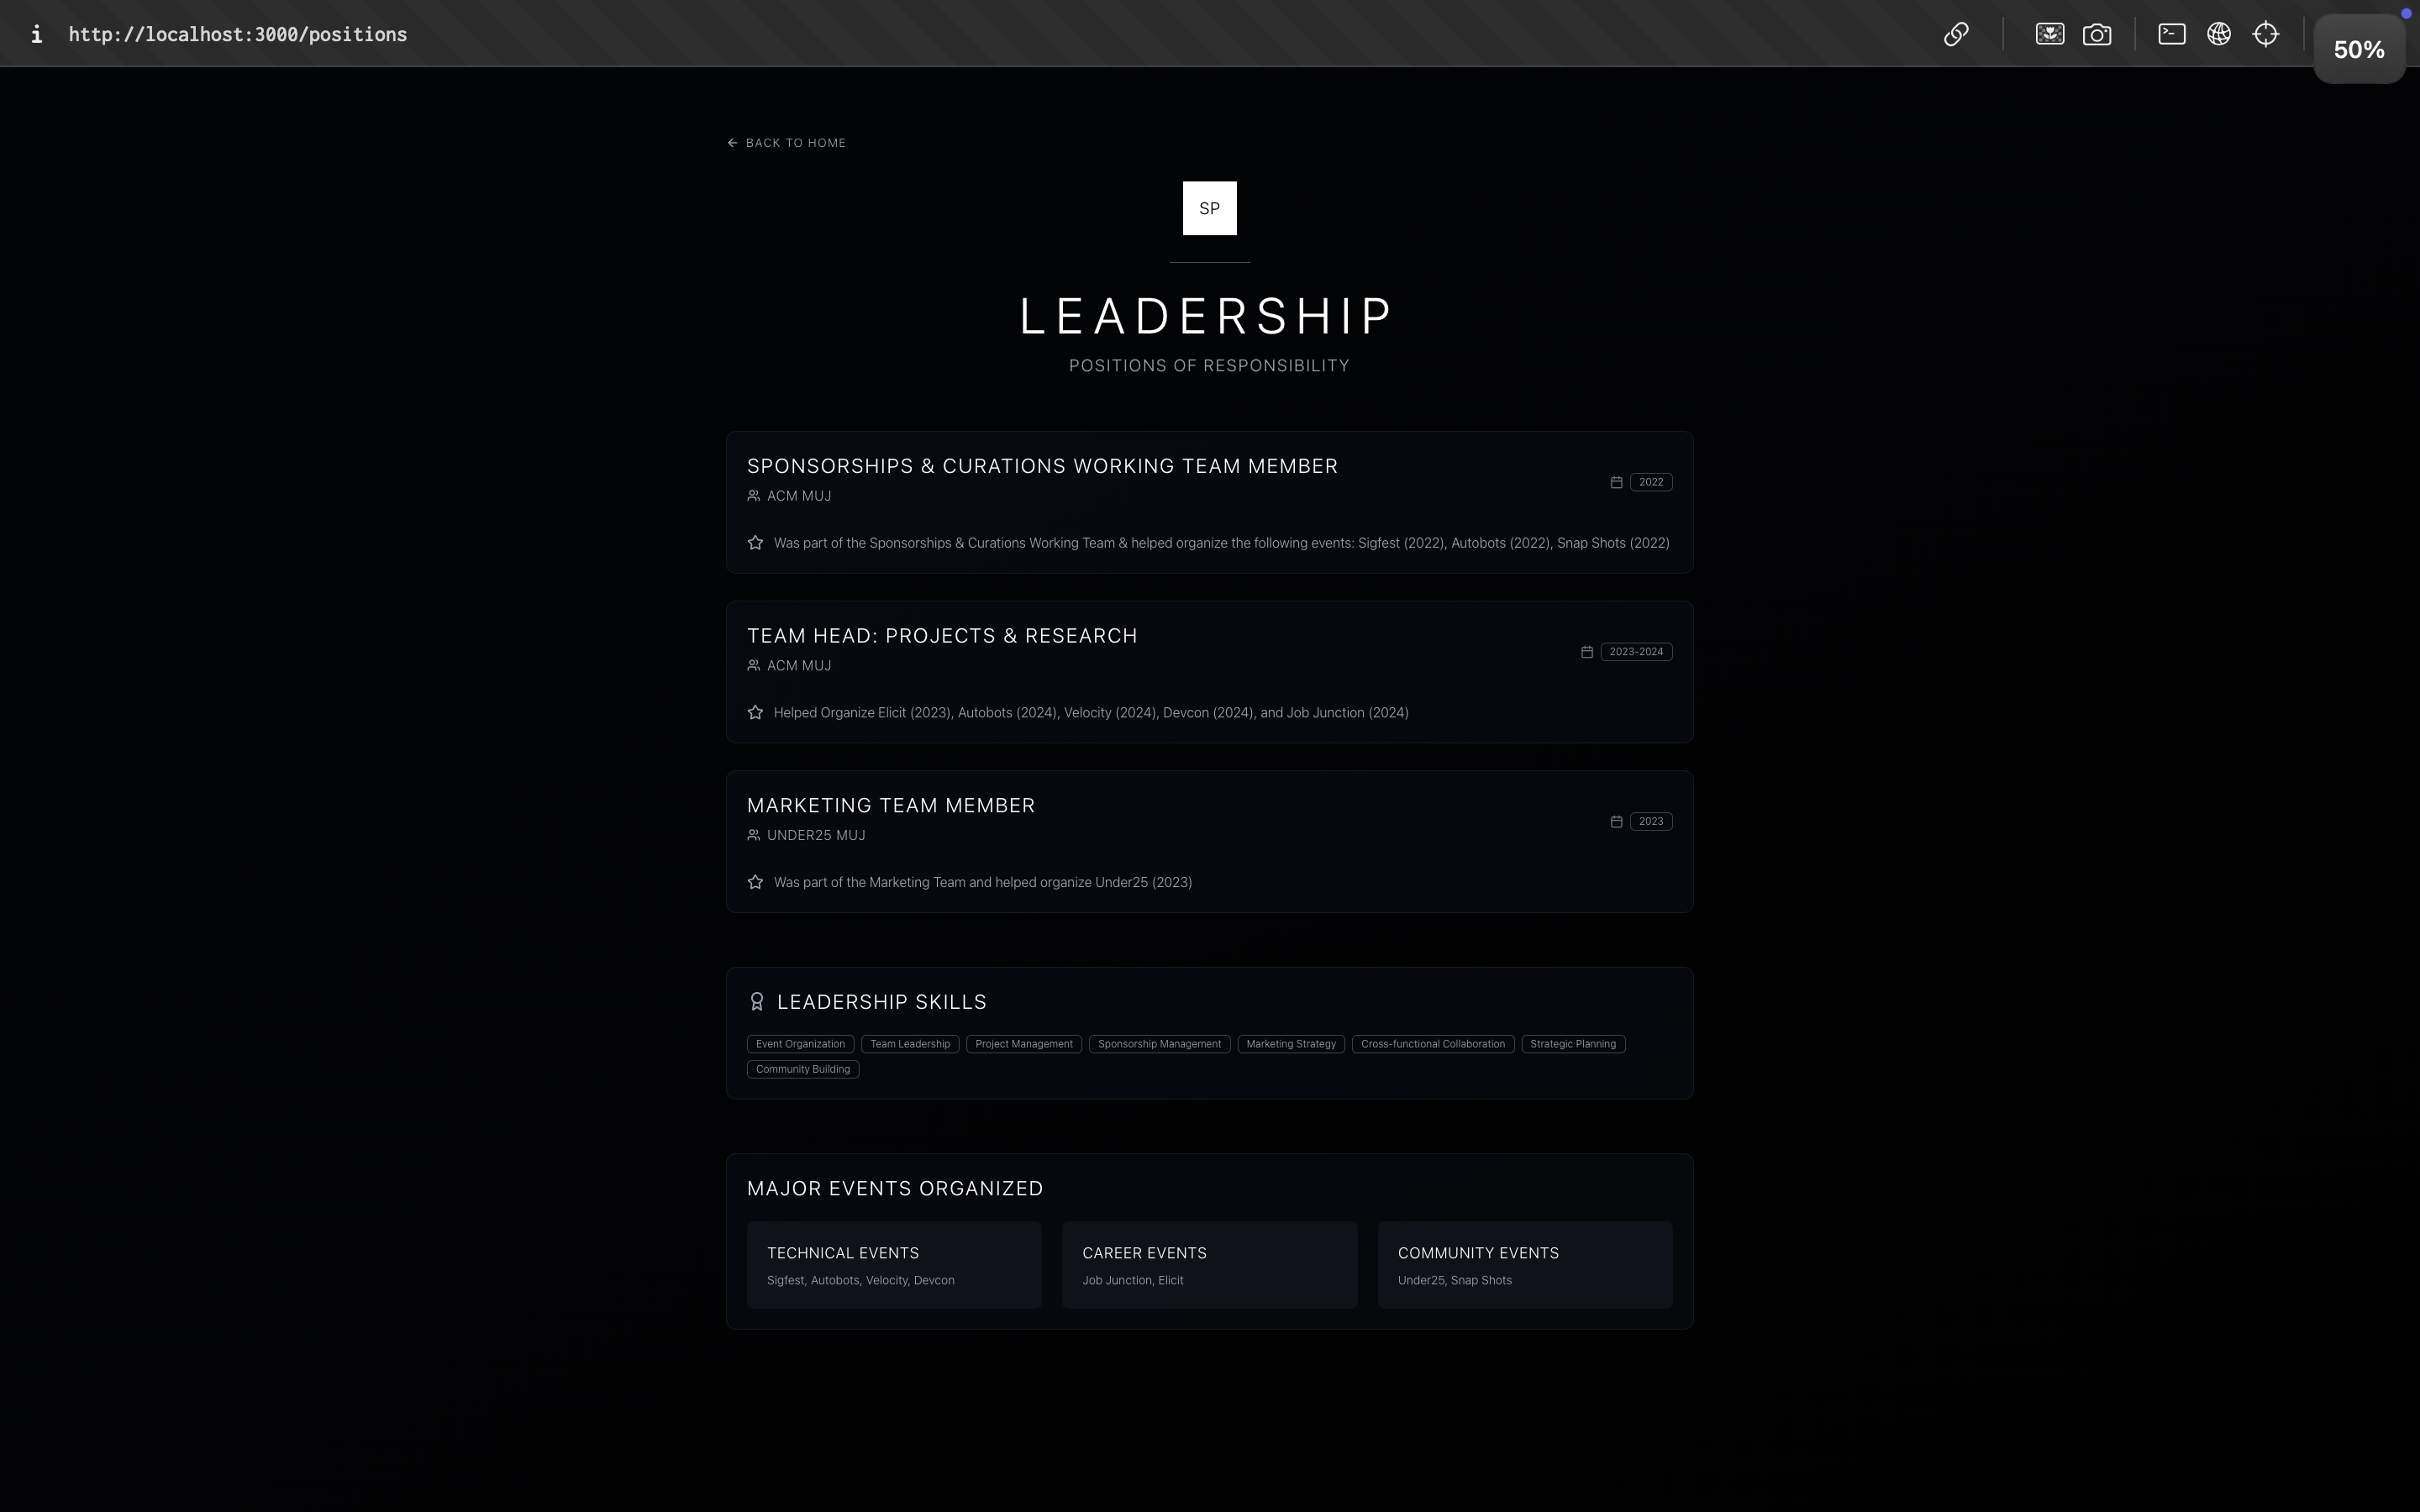 http://localhost:3000/positions
50%
BACK TO HOME
SP
LEADERSHIP
POSITIONS OF RESPONSIBILITY
SPONSORSHIPS & CURATIONS WORKING TEAM MEMBER
ACM MUJ
2022
Was part of the Sponsorships & Curations Working Team & helped organize the following events: Sigfest (2022), Autobots (2022), Snap Shots (2022)
TEAM HEAD: PROJECTS & RESEARCH
ACM MUJ
2023-2024
Helped Organize Elicit (2023), Autobots (2024), Velocity (2024), Devcon (2024), and Job Junction (2024)
MARKETING TEAM MEMBER
UNDER25 MUJ
2023
Was part of the Marketing Team and helped organize Under25 (2023)
LEADERSHIP SKILLS
Event Organization Team Leadership Project Management Sponsorship Management Marketing Strategy Cross-functional Collaboration Strategic Planning
Community Building
MAJOR EVENTS ORGANIZED
TECHNICAL EVENTS
Sigfest, Autobots, Velocity, Devcon
CAREER EVENTS
Job Junction, Elicit
COMMUNITY EVENTS
Under25, Snap Shots